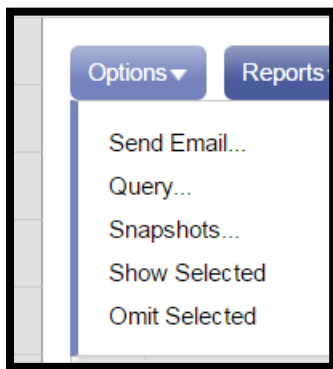 Options Reports
Send Email...
Query...
Snapshots...
Show Selected
Omit Selected